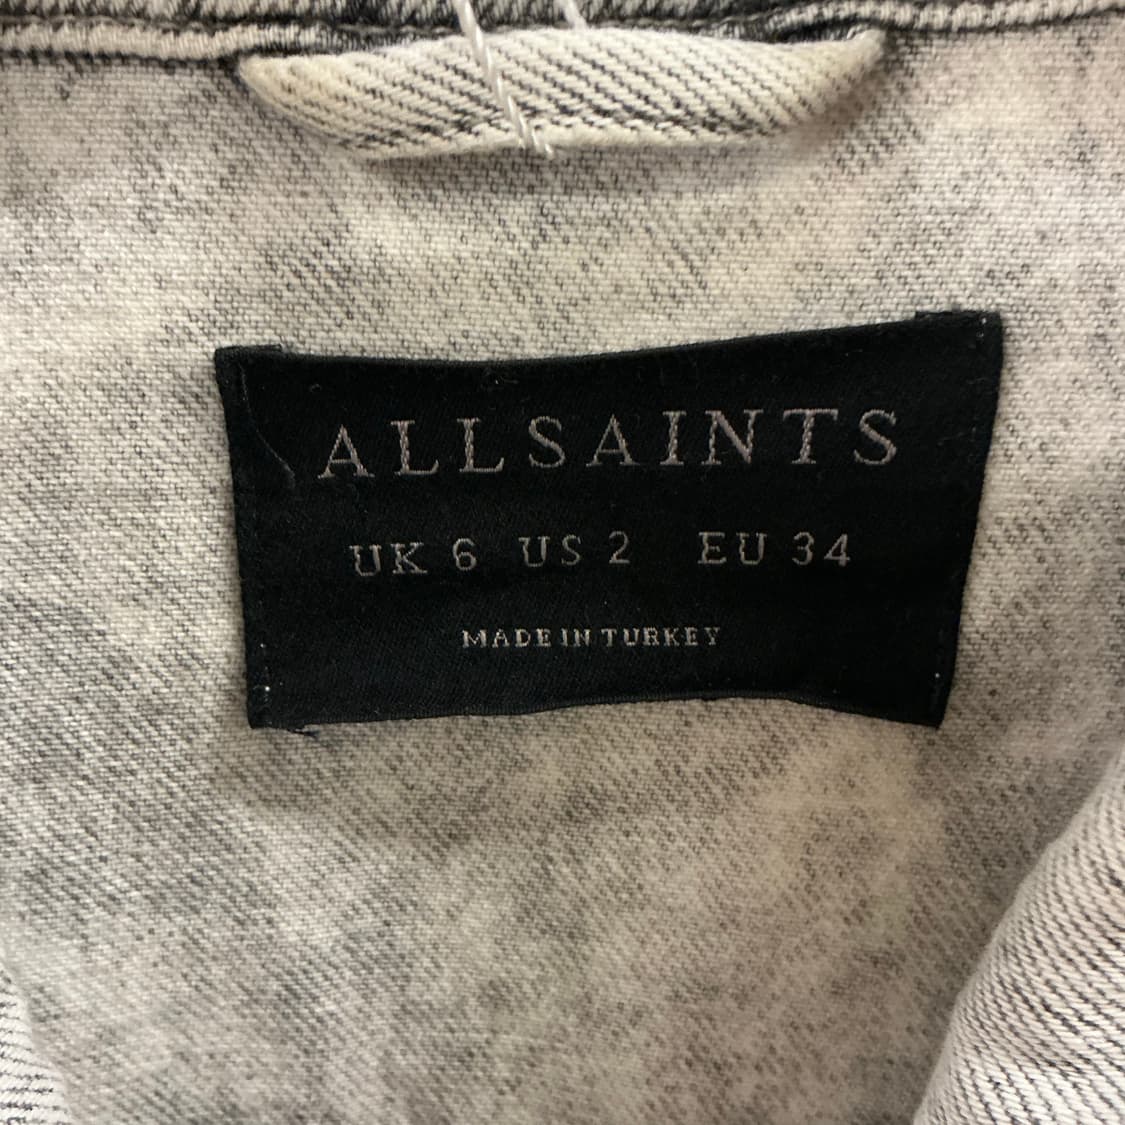 ALLSAINTS
UK 6 US 2 EU 34
MADE IN TURKEY